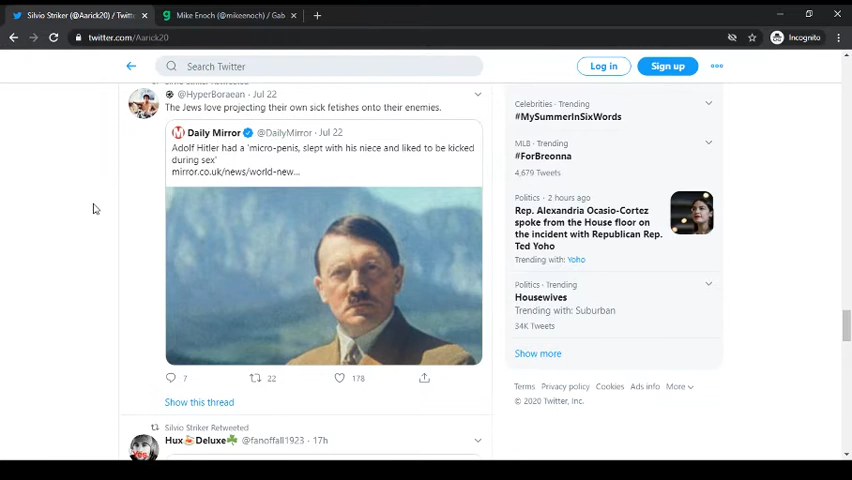 Silvio Striker (@Aarick20) / Twitt
Mike Enoch (@mikeenoch) / Gab
twitter.com/Aarick20
Incognito
Search Twitter
Log in
Sign up
Silvio Striker Retweeted
@HyperBoraean · Jul 22
The Jews love projecting their own sick fetishes onto their enemies.
Daily Mirror @DailyMirror · Jul 22
Adolf Hitler had a 'micro-penis, slept with his niece and liked to be kicked
during sex'
mirror.co.uk/news/world-new...
7
22
178
Show this thread
Silvio Striker Retweeted
Hux Deluxe @fanoffall1923 · 17h
Yes
Celebrities · Trending
#MySummerInSixWords
MLB · Trending
#ForBreonna
4,679 Tweets
Politics · 2 hours ago
Rep. Alexandria Ocasio-Cortez
spoke from the House floor on
the incident with Republican Rep.
Ted Yoho
Trending with: Yoho
Politics · Trending
Housewives
Trending with: Suburban
34K Tweets
Show more
Terms Privacy policy Cookies Ads info More
© 2020 Twitter, Inc.